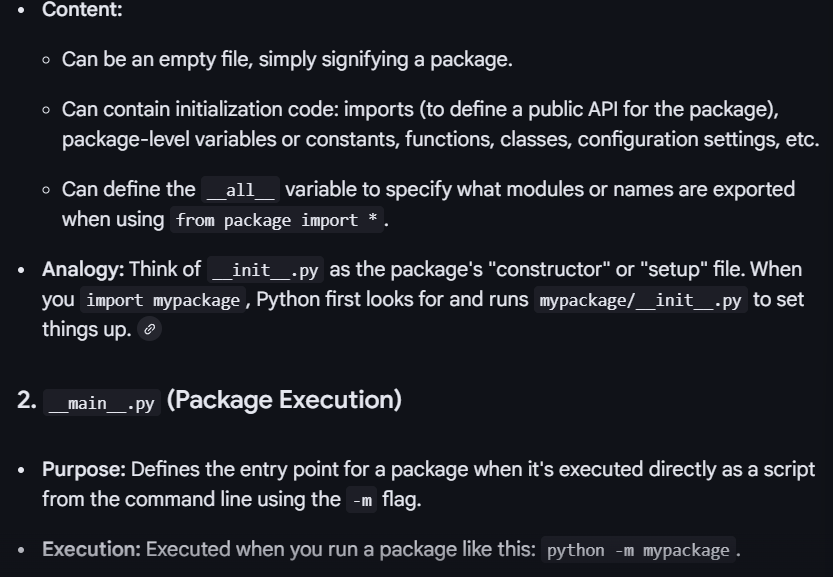 • Content:
◦ Can be an empty file, simply signifying a package.
◦ Can contain initialization code: imports (to define a public API for the package),
package-level variables or constants, functions, classes, configuration settings, etc.
◦ Can define the __all__ variable to specify what modules or names are exported
when using from package import *.
• Analogy: Think of __init__.py as the package's "constructor" or "setup" file. When
you import mypackage, Python first looks for and runs mypackage/__init__.py to set
things up.
2. __main__.py (Package Execution)
• Purpose: Defines the entry point for a package when it's executed directly as a script
from the command line using the -m flag.
• Execution: Executed when you run a package like this: python -m mypackage.